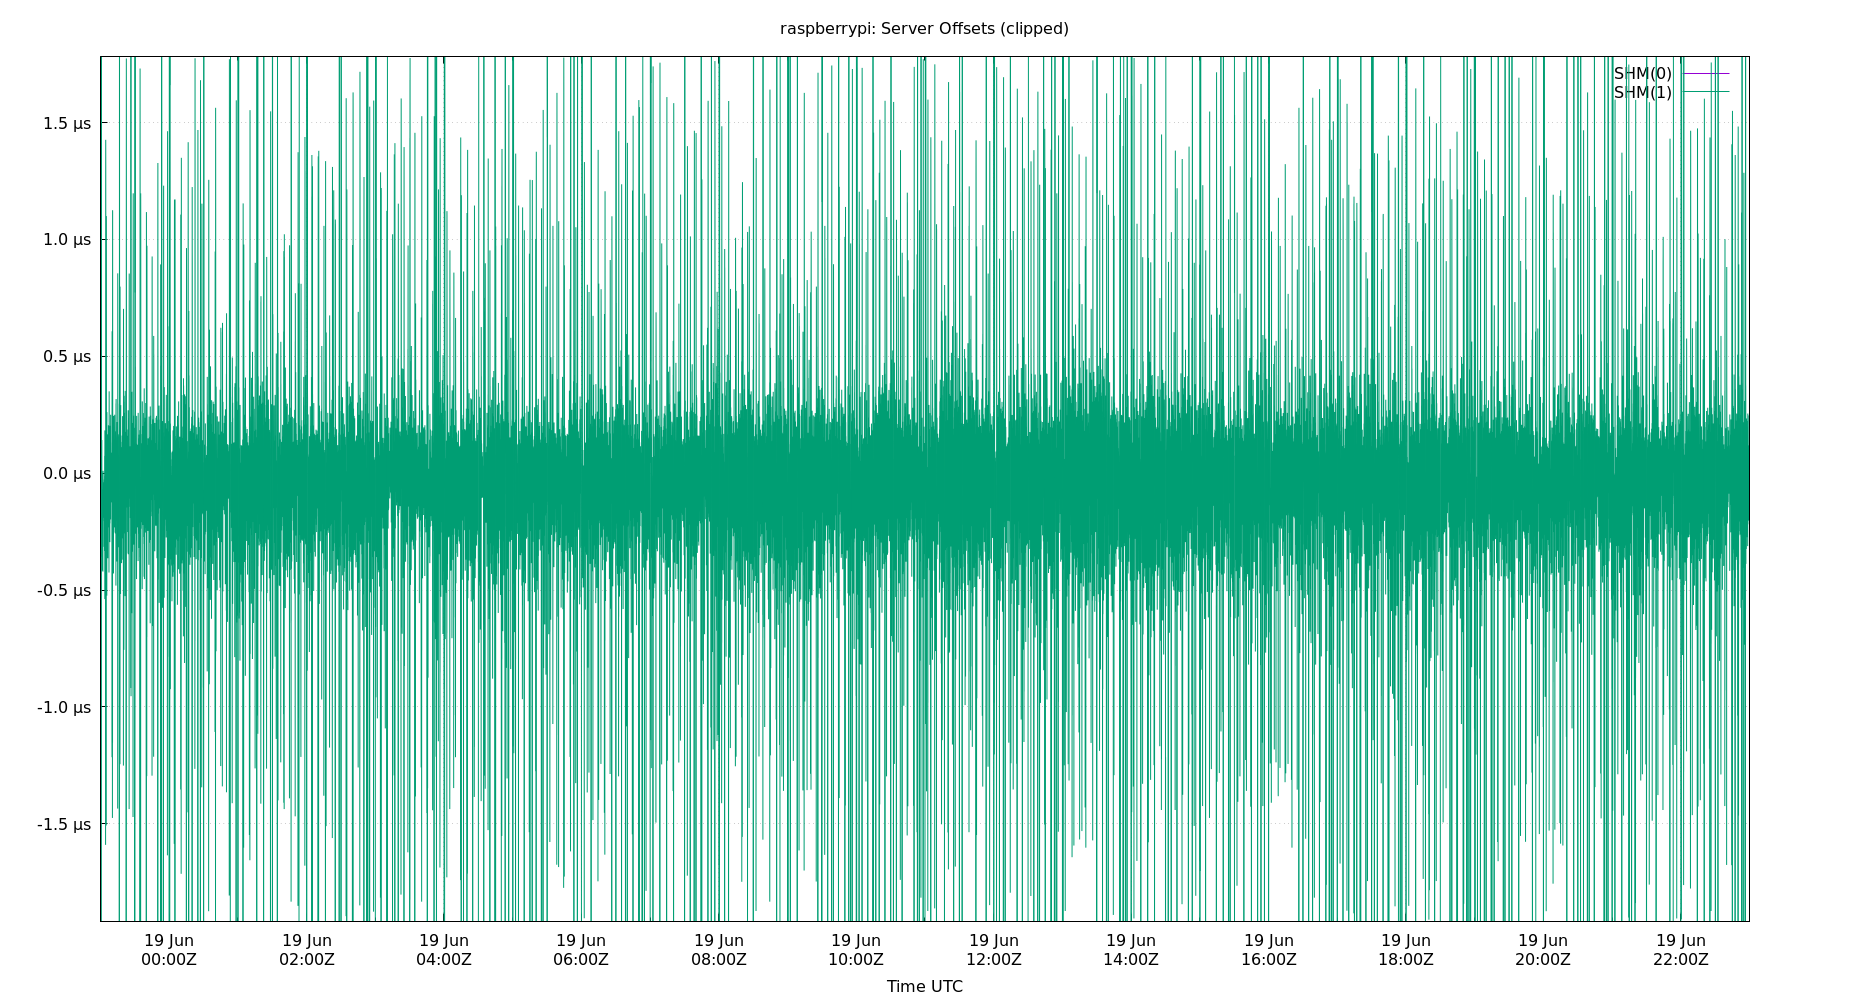 raspberrypi: Server Offsets (clipped)
SHM(0)
SHM(1)
1.5 µs
1.0 µs
0.5 µs
0.0 µs
-0.5 µs
-1.0 µs
-1.5 µs
19 Jun 19 Jun 19 Jun 19 Jun 19 Jun 19 Jun 19 Jun 19 Jun 19 Jun 19 Jun 19 Jun 19 Jun
00:00Z 02:00Z 04:00Z 06:00Z 08:00Z 10:00Z 12:00Z 14:00Z 16:00Z 18:00Z 20:00Z 22:00Z
Time UTC